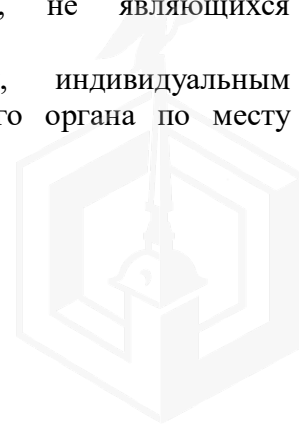 , не являющихся
, индивидуальным
го органа по месту